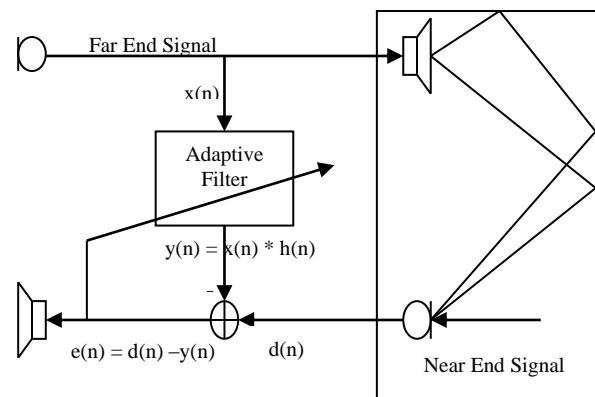 Far End Signal
x(n)
Adaptive
Filter
y(n) = x(n) * h(n)
-
e(n) = d(n) –y(n)
d(n)
Near End Signal